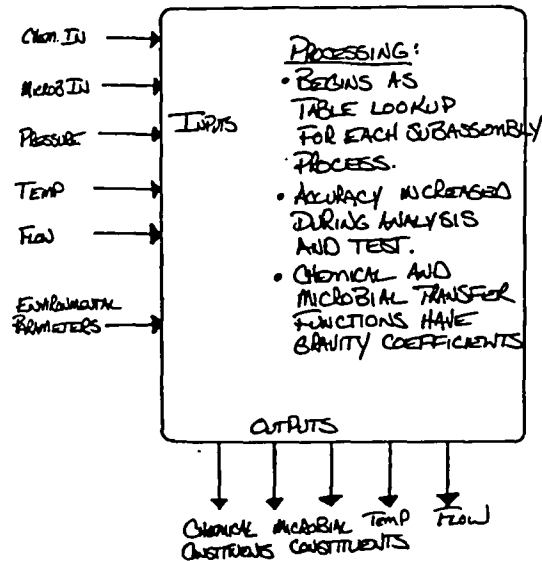 CHEM. IN
MICROB IN
PRESSURE
TEMP
FLOW
ENVIRONMENTAL
PARAMETERS
INPUTS
PROCESSING:
• BEGINS AS
TABLE LOOKUP
FOR EACH SUBASSEMBLY
PROCESS.
• ACCURACY INCREASED
DURING ANALYSIS
AND TEST.
• CHEMICAL AND
MICROBIAL TRANSFER
FUNCTIONS HAVE
GRAVITY COEFFICIENTS
OUTPUTS
CHEMICAL
CONSTITUENS
MICROBIAL
CONSTITUENTS
TEMP
FLOW